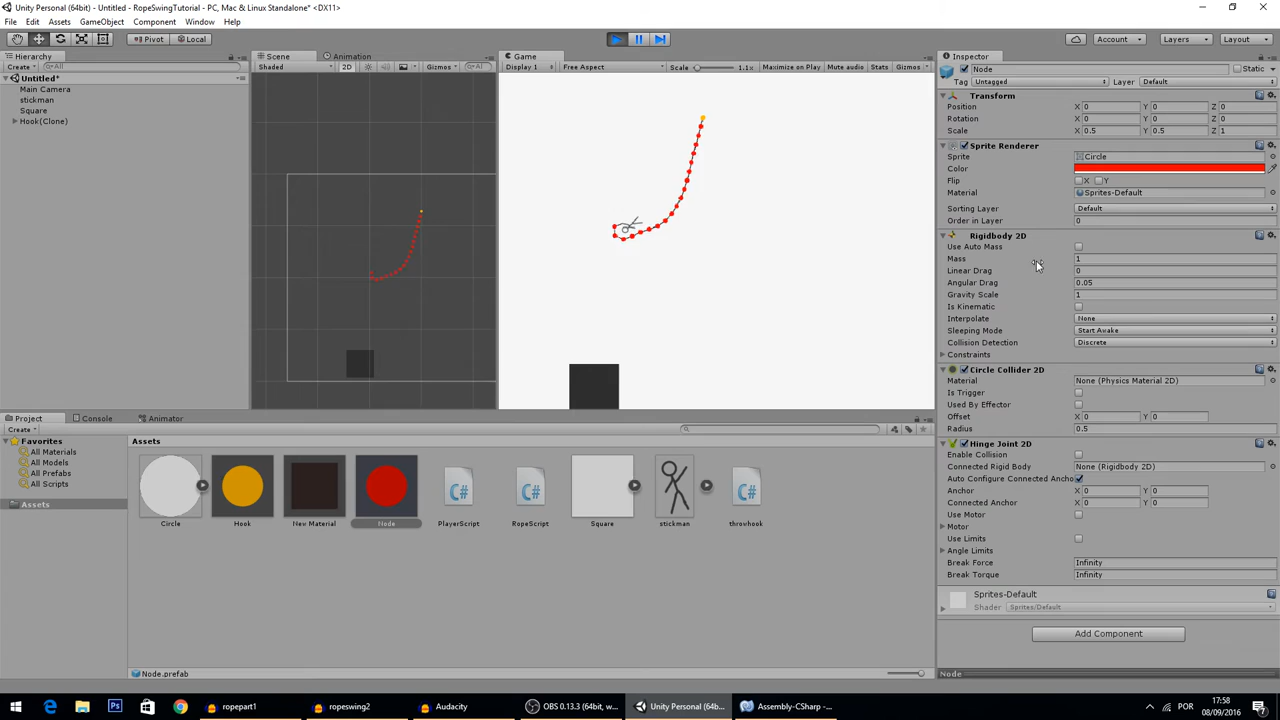 Unity Personal (64bit) - Untitled - RopeSwingTutorial - PC, Mac & Linux Standalone* <DX11>
File Edit Assets GameObject Component Window Help
Pivot Local Account Layers Layout
Hierarchy
Create All
Untitled*
Main Camera
stickman
Square
Hook(Clone)
Scene Animation
Shaded 2D Gizmos All
Game
Display 1 Free Aspect Scale 1.1x Maximize on Play Mute audio Stats Gizmos
Inspector
Node Static
Tag Untagged Layer Default
Transform
Position X 0 Y 0 Z 0
Rotation X 0 Y 0 Z 0
Scale X 0.5 Y 0.5 Z 1
Sprite Renderer
Sprite Circle
Color
Flip X Y
Material Sprites-Default
Sorting Layer Default
Order in Layer 0
Rigidbody 2D
Use Auto Mass
Mass 1
Linear Drag 0
Angular Drag 0.05
Gravity Scale 1
Is Kinematic
Interpolate None
Sleeping Mode Start Awake
Collision Detection Discrete
Constraints
Circle Collider 2D
Material None (Physics Material 2D)
Is Trigger
Used By Effector
Offset X 0 Y 0
Radius 0.5
Hinge Joint 2D
Enable Collision
Connected Rigid Body None (Rigidbody 2D)
Auto Configure Connected Ancho
Anchor X 0 Y 0
Connected Anchor X 0 Y 0
Use Motor
Motor
Use Limits
Angle Limits
Break Force Infinity
Break Torque Infinity
Sprites-Default
Shader Sprites/Default
Add Component
Node
Project Console Animator
Create
Favorites
All Materials
All Models
All Prefabs
All Scripts
Assets
Assets
Circle Hook New Material Node PlayerScript RopeScript Square stickman throwhook
C# C# C#
Node.prefab
ropepart1 ropeswing2 Audacity OBS 0.13.3 (64bit, w... Unity Personal (64b... Assembly-CSharp - ... POR 17:58
08/09/2016